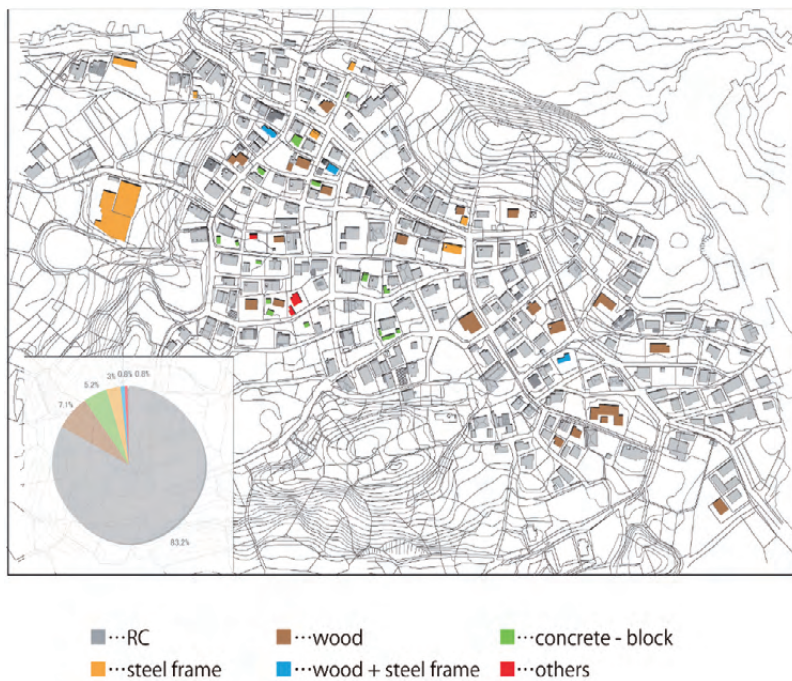 0.8% 0.8%
3%
5.2%
7.1%
83.2%
RC wood concrete - block
steel frame wood + steel frame others